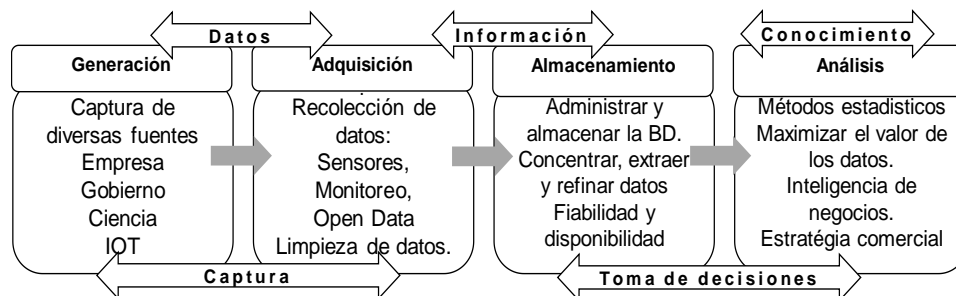 Datos
Información
Conocimiento
Generación
Adquisición
Almacenamiento
Análisis
Captura de
diversas fuentes
Empresa
Gobierno
Ciencia
IOT
Recolección de
datos:
Sensores,
Monitoreo,
Open Data
Limpieza de datos.
Administrar y
almacenar la BD.
Concentrar, extraer
y refinar datos
Fiabilidad y
disponibilidad
Métodos estadisticos
Maximizar el valor de
los datos.
Inteligencia de
negocios.
Estratégia comercial
Captura
Toma de decisiones